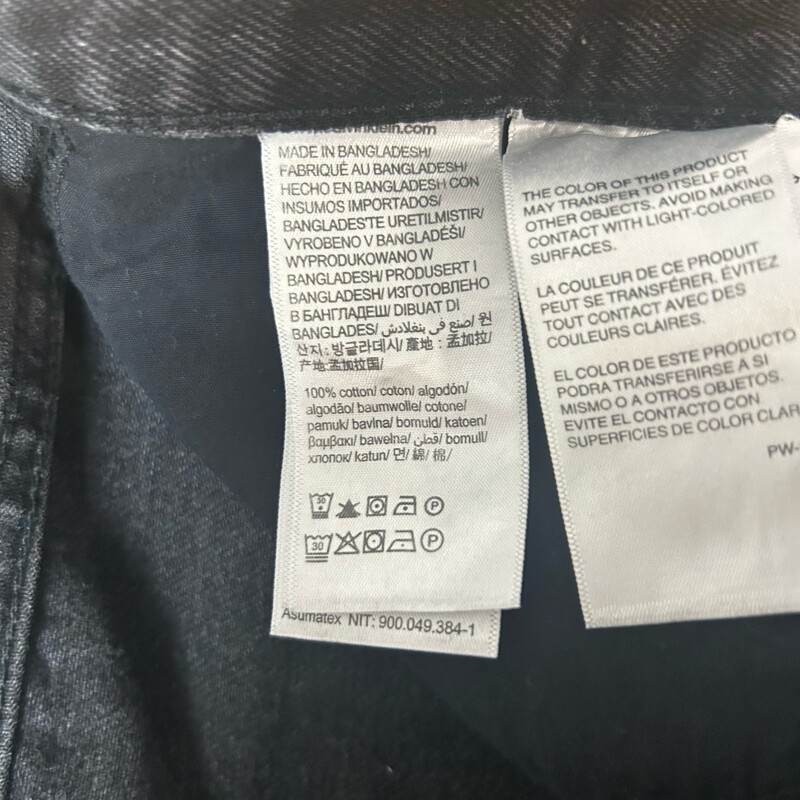 MADE IN BANGLADESH/
FABRIQUÉ AU BANGLADESH/
HECHO EN BANGLADESH CON
INSUMOS IMPORTADOS/
BANGLADESTE URETILMISTIR/
VYROBENO V BANGLADÉŠI/
WYPRODUKOWANO W
BANGLADESH/ PRODUSERT I
BANGLADESH/ ИЗГОТОВЛЕНО
В БАНГЛАДЕШ/ DIBUAT DI
BANGLADES/ صنع في بنغلادش/ 원
산지: 방글라데시/ 產地: 孟加拉/
产地:孟加拉国/
100% cotton/ coton/ algodón/
algodão/ baumwolle/ cotone/
pamuk/ bavlna/ bomuld/ katoen/
βαμβακι/ bawełna/ قطن/ bomull/
хлопок/ katun/ 면/ 綿/ 棉/
30
P
30
P
Asumatex NIT: 900.049.384-1
THE COLOR OF THIS PRODUCT
MAY TRANSFER TO ITSELF OR
OTHER OBJECTS. AVOID MAKING
CONTACT WITH LIGHT-COLORED
SURFACES.
LA COULEUR DE CE PRODUIT
PEUT SE TRANSFÉRER. ÉVITEZ
TOUT CONTACT AVEC DES
COULEURS CLAIRES.
EL COLOR DE ESTE PRODUCTO
PODRA TRANSFERIRSE A SI
MISMO O A OTROS OBJETOS.
EVITE EL CONTACTO CON
SUPERFICIES DE COLOR CLAR
PW-